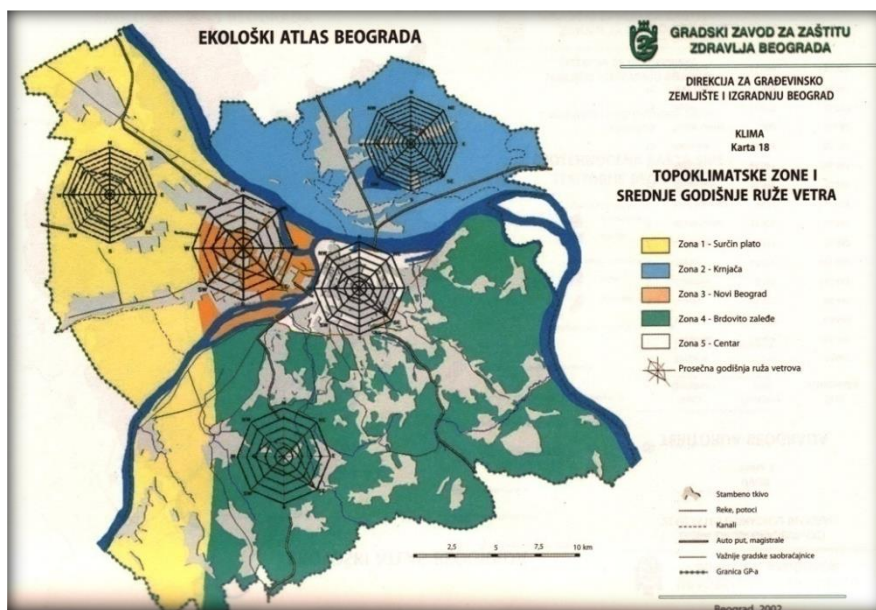 EKOLOŠKI ATLAS BEOGRADA
GRADSKI ZAVOD ZA ZAŠTITU
ZDRAVLJA BEOGRADA
DIREKCIJA ZA GRAĐEVINSKO
ZEMLJIŠTE I IZGRADNJU BEOGRAD
KLIMA
Karta 18
TOPOKLIMATSKE ZONE I
SREDNJE GODIŠNJE RUŽE VETRA
Zona 1 - Surčin plato
Zona 2 - Krnjača
Zona 3 - Novi Beograd
Zona 4 - Brdovito zaleđe
Zona 5 - Centar
Prosečna godišnja ruža vetrova
Stambeno tkivo
Reke, potoci
Kanali
Auto put, magistrale
Važnije gradske saobraćajnice
Granica GP-a
2,5 5 7,5 10 km
Beograd, 2002